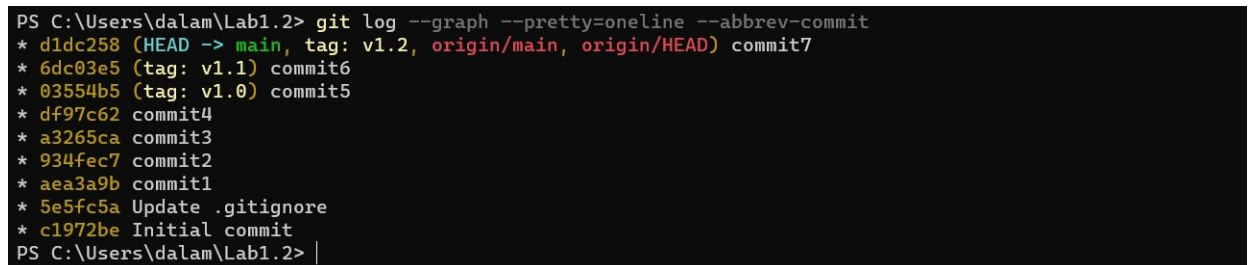 PS C:\Users\dalam\Lab1.2> git log --graph --pretty=oneline --abbrev-commit
* d1dc258 (HEAD -> main, tag: v1.2, origin/main, origin/HEAD) commit7
* 6dc03e5 (tag: v1.1) commit6
* 03554b5 (tag: v1.0) commit5
* df97c62 commit4
* a3265ca commit3
* 934fec7 commit2
* aea3a9b commit1
* 5e5fc5a Update .gitignore
* c1972be Initial commit
PS C:\Users\dalam\Lab1.2>